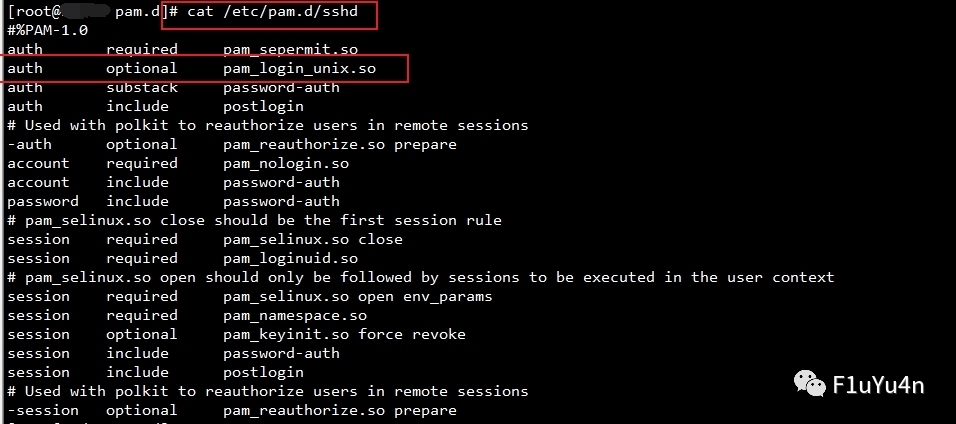 [root@ pam.d]# cat /etc/pam.d/sshd
#%PAM-1.0
auth required pam_sepermit.so
auth optional pam_login_unix.so
auth substack password-auth
auth include postlogin
# Used with polkit to reauthorize users in remote sessions
-auth optional pam_reauthorize.so prepare
account required pam_nologin.so
account include password-auth
password include password-auth
# pam_selinux.so close should be the first session rule
session required pam_selinux.so close
session required pam_loginuid.so
# pam_selinux.so open should only be followed by sessions to be executed in the user context
session required pam_selinux.so open env_params
session required pam_namespace.so
session optional pam_keyinit.so force revoke
session include password-auth
session include postlogin
# Used with polkit to reauthorize users in remote sessions
-session optional pam_reauthorize.so prepare
F1uYu4n